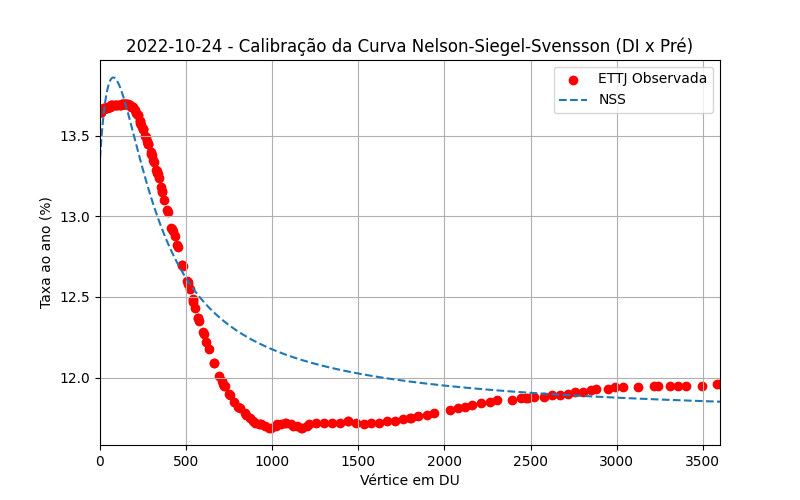 2022-10-24 - Calibração da Curva Nelson-Siegel-Svensson (DI x Pré)
ETTJ Observada
NSS
Taxa ao ano (%)
13.5
13.0
12.5
12.0
0 500 1000 1500 2000 2500 3000 3500
Vértice em DU